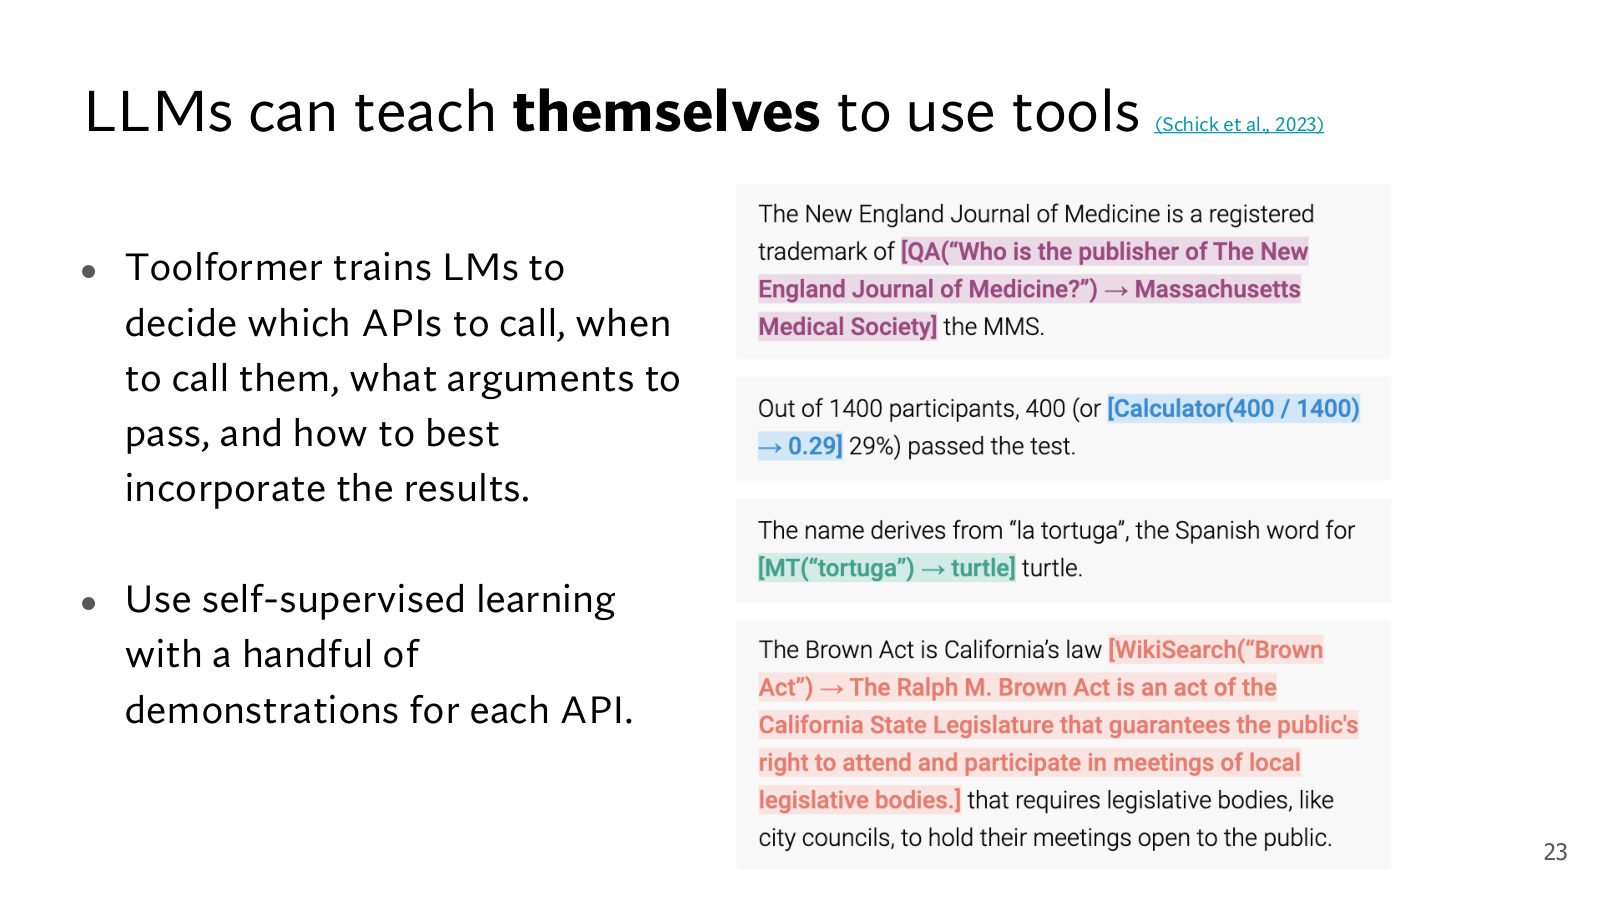 LLMs can teach themselves to use tools (Schick et al., 2023)
● Toolformer trains LMs to
decide which APIs to call, when
to call them, what arguments to
pass, and how to best
incorporate the results.
● Use self-supervised learning
with a handful of
demonstrations for each API.
The New England Journal of Medicine is a registered
trademark of [QA(“Who is the publisher of The New
England Journal of Medicine?”) → Massachusetts
Medical Society] the MMS.
Out of 1400 participants, 400 (or [Calculator(400 / 1400)
→ 0.29] 29%) passed the test.
The name derives from “la tortuga”, the Spanish word for
[MT(“tortuga”) → turtle] turtle.
The Brown Act is California’s law [WikiSearch(“Brown
Act”) → The Ralph M. Brown Act is an act of the
California State Legislature that guarantees the public's
right to attend and participate in meetings of local
legislative bodies.] that requires legislative bodies, like
city councils, to hold their meetings open to the public.
23